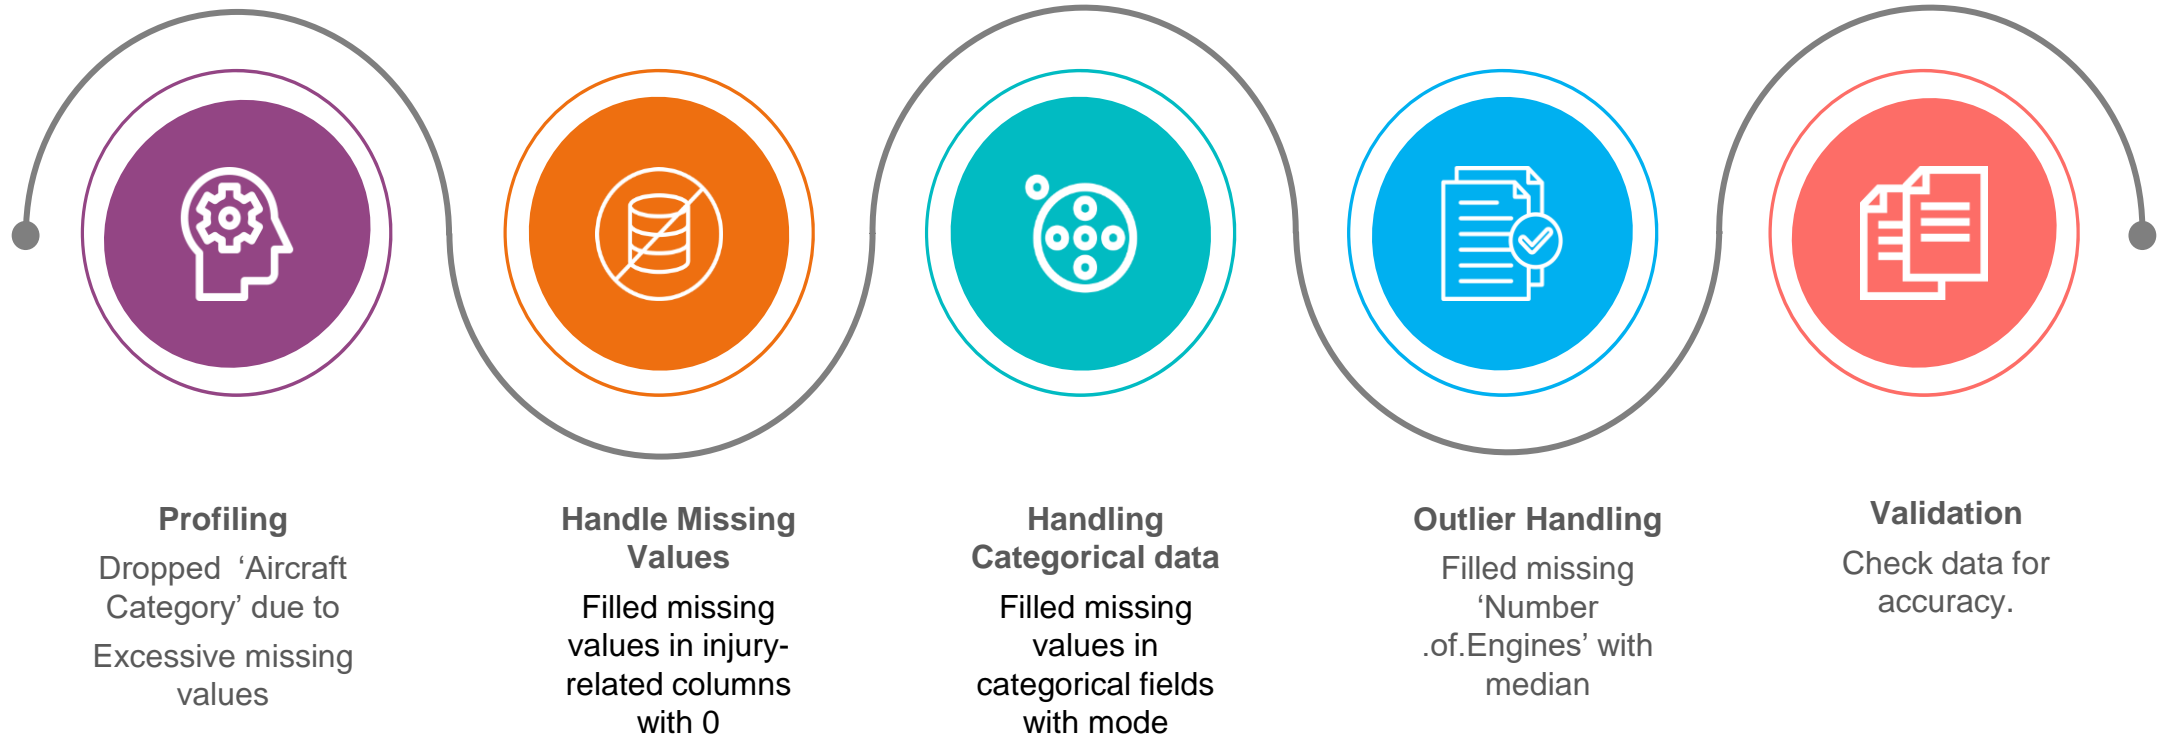 Profiling
Dropped ‘Aircraft
Category’ due to
Excessive missing
values
Handle Missing
Values
Filled missing
values in injury-
related columns
with 0
Handling
Categorical data
Filled missing
values in
categorical fields
with mode
Outlier Handling
Filled missing
‘Number
.of.Engines’ with
median
Validation
Check data for
accuracy.